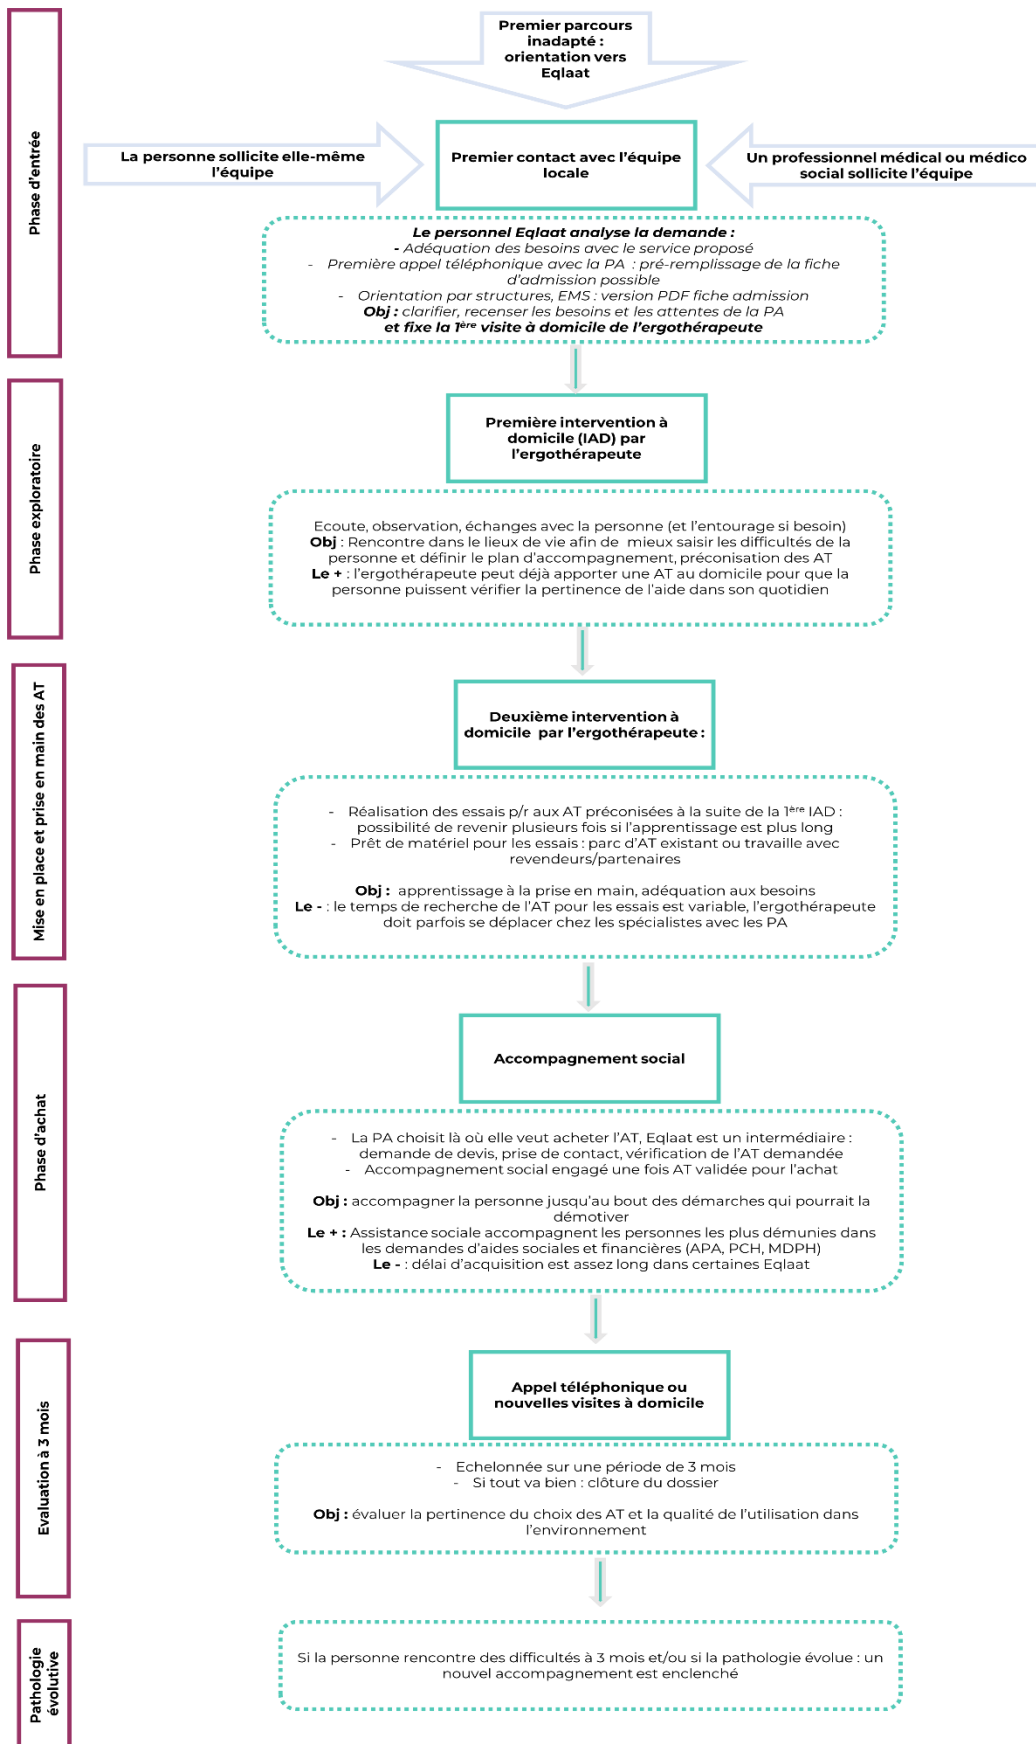 Premier parcours
inadapté :
orientation vers
Eqlaat
Phase d'entrée
La personne sollicite elle-même
l'équipe
Premier contact avec l'équipe
locale
Un professionnel médical ou médico
social sollicite l'équipe
Le personnel Eqlaat analyse la demande :
- Adéquation des besoins avec le service proposé
- Première appel téléphonique avec la PA : pré-remplissage de la fiche
d'admission possible
- Orientation par structures, EMS : version PDF fiche admission
Obj : clarifier, recenser les besoins et les attentes de la PA
et fixe la 1ère visite à domicile de l'ergothérapeute
Phase exploratoire
Première intervention à
domicile (IAD) par
l'ergothérapeute
Ecoute, observation, échanges avec la personne (et l'entourage si besoin)
Obj : Rencontre dans le lieux de vie afin de mieux saisir les difficultés de la
personne et définir le plan d'accompagnement, préconisation des AT
Le + : l'ergothérapeute peut déjà apporter une AT au domicile pour que la
personne puissent vérifier la pertinence de l'aide dans son quotidien
Mise en place et prise en main des AT
Deuxième intervention à
domicile par l'ergothérapeute :
- Réalisation des essais p/r aux AT préconisées à la suite de la 1ère IAD :
possibilité de revenir plusieurs fois si l'apprentissage est plus long
- Prêt de matériel pour les essais : parc d'AT existant ou travaille avec
revendeurs/partenaires
Obj : apprentissage à la prise en main, adéquation aux besoins
Le - : le temps de recherche de l'AT pour les essais est variable, l'ergothérapeute
doit parfois se déplacer chez les spécialistes avec les PA
Phase d'achat
Accompagnement social
- La PA choisit là où elle veut acheter l'AT, Eqlaat est un intermédiaire :
demande de devis, prise de contact, vérification de l'AT demandée
- Accompagnement social engagé une fois AT validée pour l'achat
Obj : accompagner la personne jusqu'au bout des démarches qui pourrait la
démotiver
Le + : Assistance sociale accompagnent les personnes les plus démunies dans
les demandes d'aides sociales et financières (APA, PCH, MDPH)
Le - : délai d'acquisition est assez long dans certaines Eqlaat
Evaluation à 3 mois
Appel téléphonique ou
nouvelles visites à domicile
- Echelonnée sur une période de 3 mois
- Si tout va bien : clôture du dossier
Obj : évaluer la pertinence du choix des AT et la qualité de l'utilisation dans
l'environnement
Pathologie
évolutive
Si la personne rencontre des difficultés à 3 mois et/ou si la pathologie évolue : un
nouvel accompagnement est enclenché